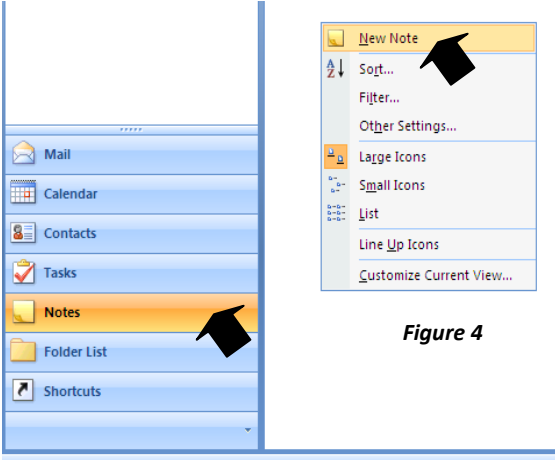 Mail
Calendar
Contacts
Tasks
Notes
Folder List
Shortcuts
New Note
Sort...
Filter...
Other Settings...
Large Icons
Small Icons
List
Line Up Icons
Customize Current View...
Figure 4